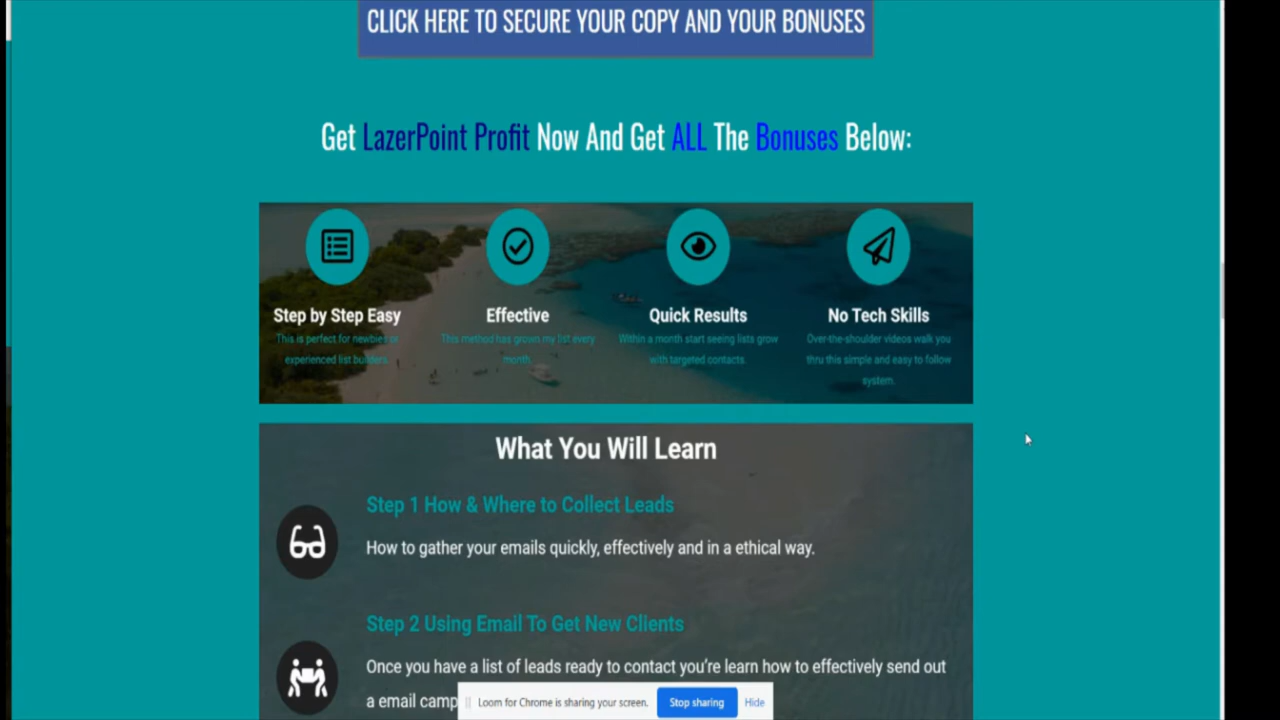 CLICK HERE TO SECURE YOUR COPY AND YOUR BONUSES
Get LazerPoint Profit Now And Get ALL The Bonuses Below:
Step by Step Easy
This is perfect for newbies or
experienced list builders.
Effective
This method has grown my list every
month.
Quick Results
Within a month start seeing lists grow
with targeted contacts.
No Tech Skills
Over-the-shoulder videos walk you
thru this simple and easy to follow
system.
What You Will Learn
Step 1 How & Where to Collect Leads
How to gather your emails quickly, effectively and in a ethical way.
Step 2 Using Email To Get New Clients
Once you have a list of leads ready to contact you're learn how to effectively send out
a email camp
Loom for Chrome is sharing your screen.
Stop sharing
Hide